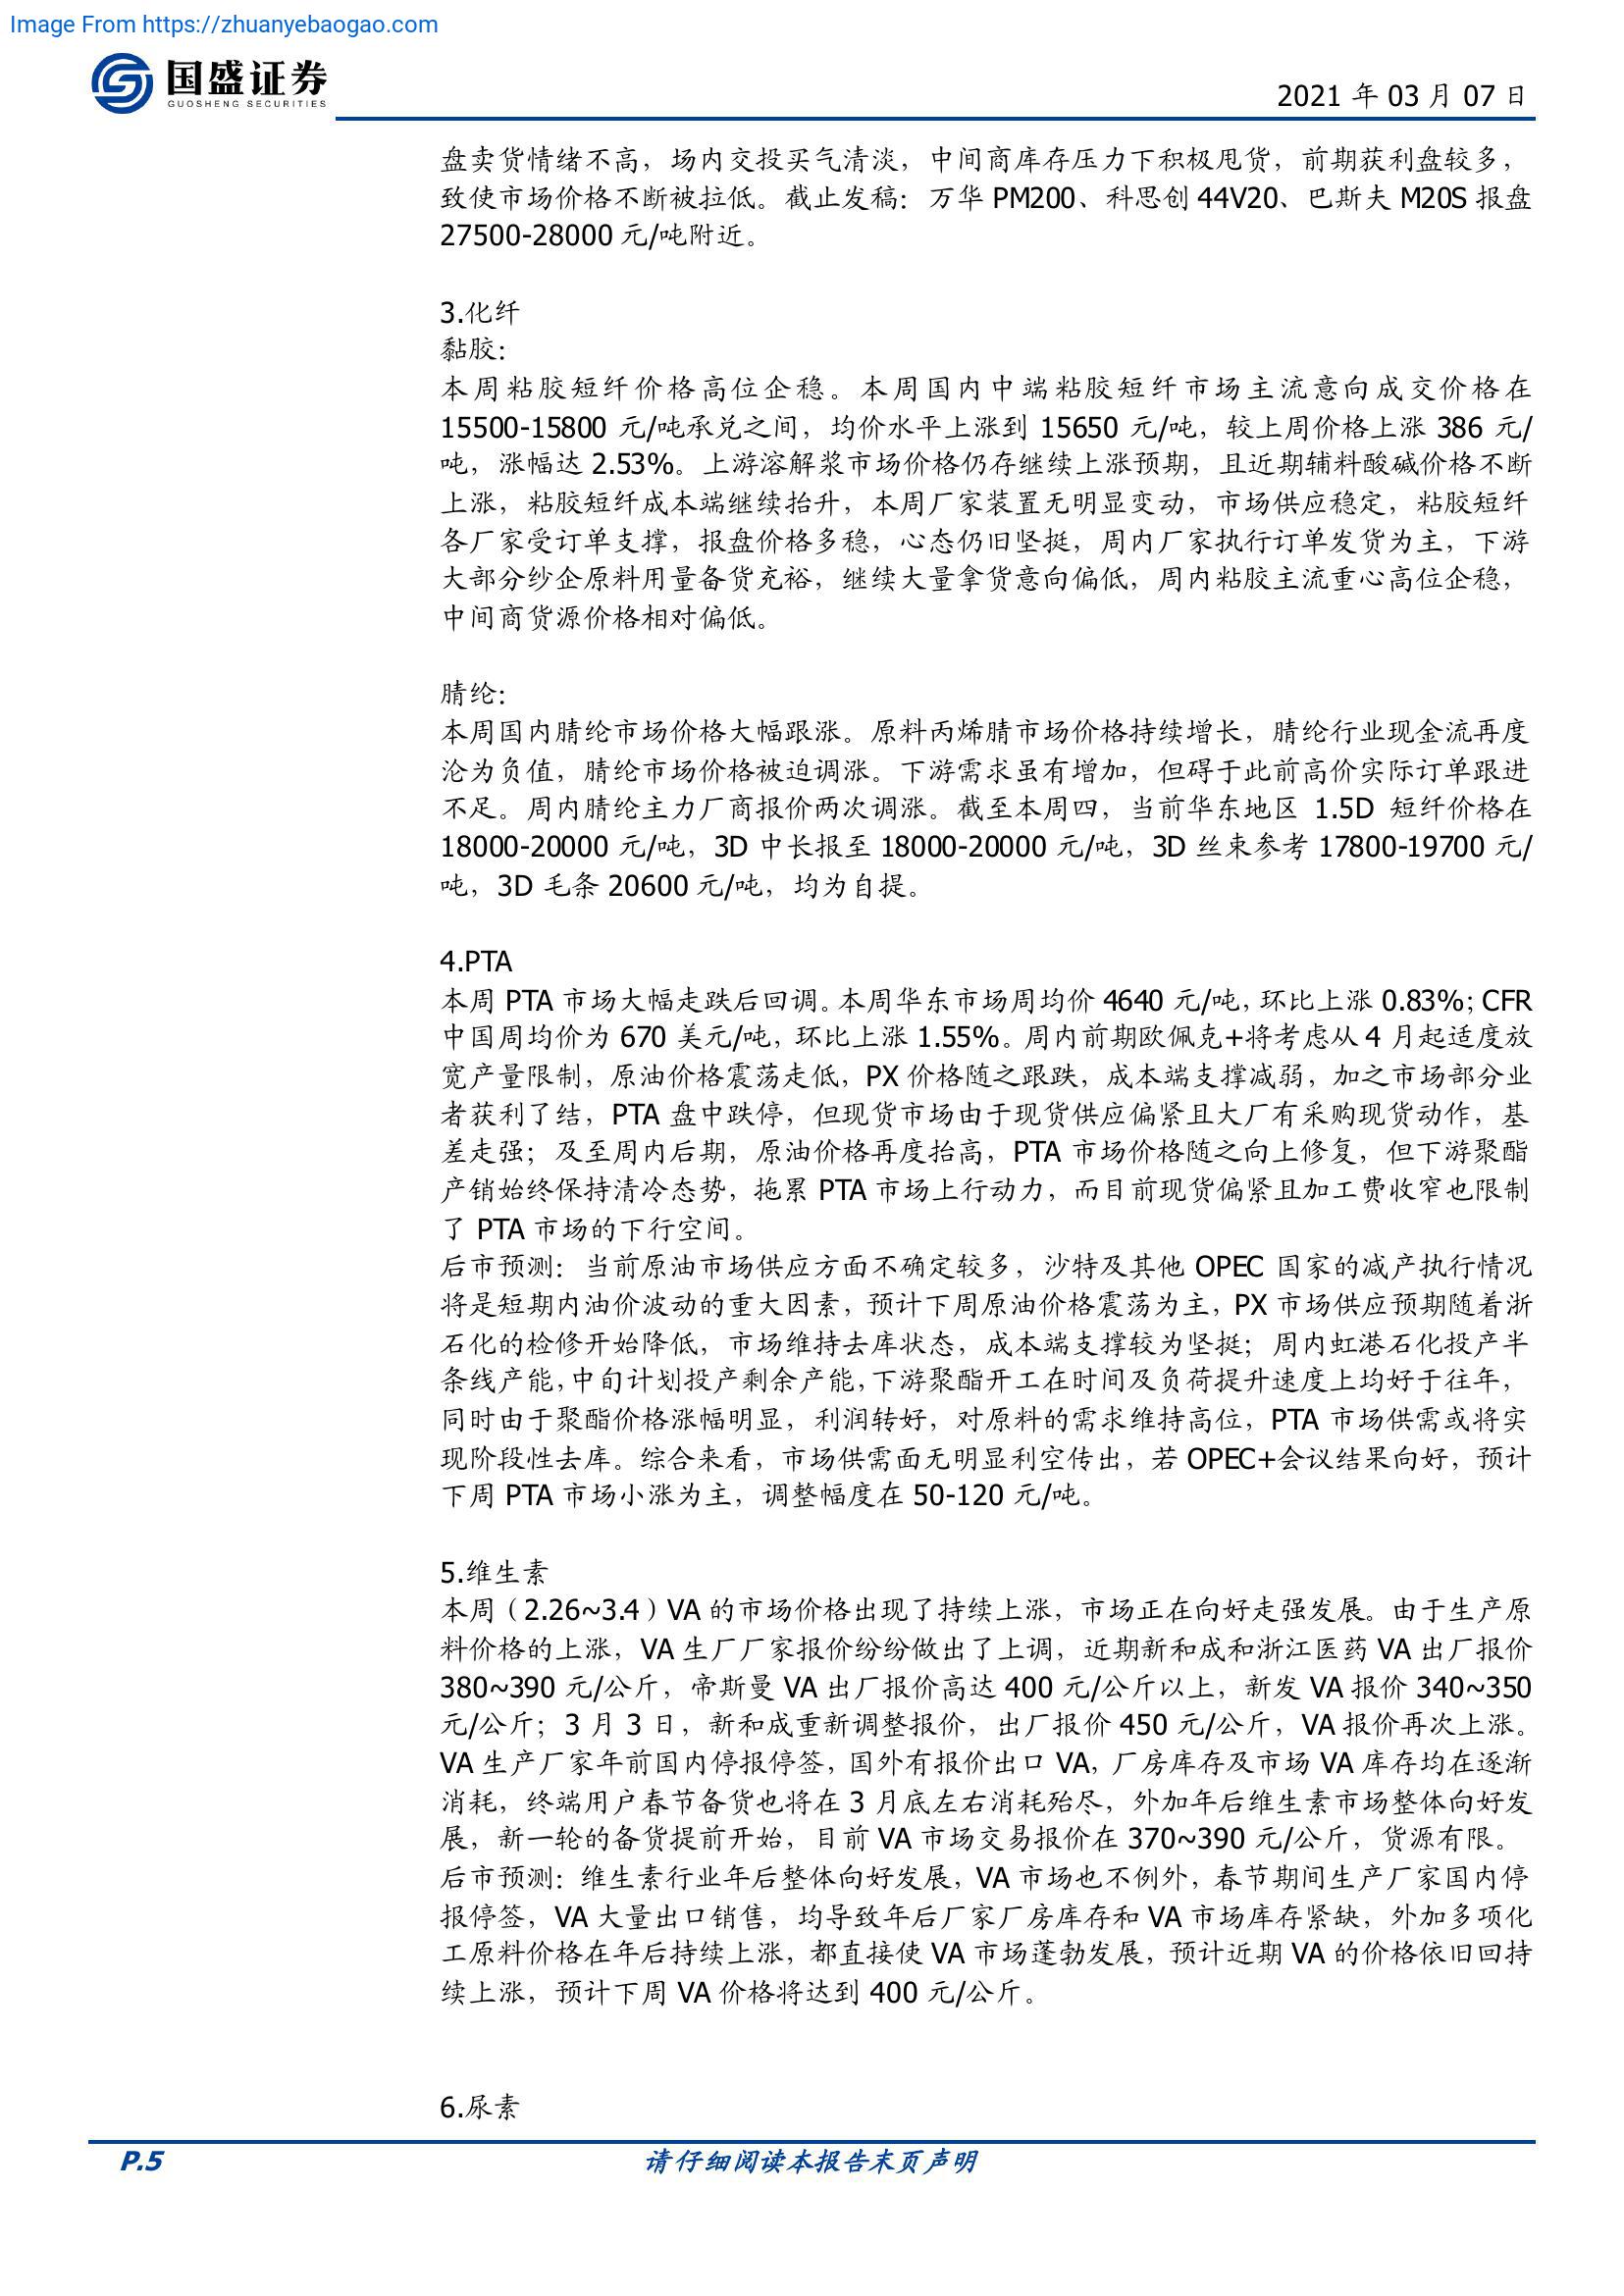 Image From https://zhuanyebaogao.com
国盛证券
GUOSHENG SECURITIES
2021 年 03 月 07 日
盘卖货情绪不高，场内交投买气清淡，中间商库存压力下积极甩货，前期获利盘较多，
致使市场价格不断被拉低。截止发稿：万华 PM200、科思创 44V20、巴斯夫 M20S 报盘
27500-28000 元/吨附近。
3.化纤
黏胶：
本周粘胶短纤价格高位企稳。本周国内中端粘胶短纤市场主流意向成交价格在
15500-15800 元/吨承兑之间，均价水平上涨到 15650 元/吨，较上周价格上涨 386 元/
吨，涨幅达 2.53%。上游溶解浆市场价格仍存继续上涨预期，且近期辅料酸碱价格不断
上涨，粘胶短纤成本端继续抬升，本周厂家装置无明显变动，市场供应稳定，粘胶短纤
各厂家受订单支撑，报盘价格多稳，心态仍旧坚挺，周内厂家执行订单发货为主，下游
大部分纱企原料用量备货充裕，继续大量拿货意向偏低，周内粘胶主流重心高位企稳，
中间商货源价格相对偏低。
腈纶：
本周国内腈纶市场价格大幅跟涨。原料丙烯腈市场价格持续增长，腈纶行业现金流再度
沦为负值，腈纶市场价格被迫调涨。下游需求虽有增加，但碍于此前高价实际订单跟进
不足。周内腈纶主力厂商报价两次调涨。截至本周四，当前华东地区 1.5D 短纤价格在
18000-20000 元/吨，3D 中长报至 18000-20000 元/吨，3D 丝束参考 17800-19700 元/
吨，3D 毛条 20600 元/吨，均为自提。
4.PTA
本周 PTA 市场大幅走跌后回调。本周华东市场周均价 4640 元/吨，环比上涨 0.83%；CFR
中国周均价为 670 美元/吨，环比上涨 1.55%。周内前期欧佩克+将考虑从 4 月起适度放
宽产量限制，原油价格震荡走低，PX 价格随之跟跌，成本端支撑减弱，加之市场部分业
者获利了结，PTA 盘中跌停，但现货市场由于现货供应偏紧且大厂有采购现货动作，基
差走强；及至周内后期，原油价格再度抬高，PTA 市场价格随之向上修复，但下游聚酯
产销始终保持清冷态势，拖累 PTA 市场上行动力，而目前现货偏紧且加工费收窄也限制
了 PTA 市场的下行空间。
后市预测：当前原油市场供应方面不确定较多，沙特及其他 OPEC 国家的减产执行情况
将是短期内油价波动的重大因素，预计下周原油价格震荡为主，PX 市场供应预期随着浙
石化的检修开始降低，市场维持去库状态，成本端支撑较为坚挺；周内虹港石化投产半
条线产能，中旬计划投产剩余产能，下游聚酯开工在时间及负荷提升速度上均好于往年，
同时由于聚酯价格涨幅明显，利润转好，对原料的需求维持高位，PTA 市场供需或将实
现阶段性去库。综合来看，市场供需面无明显利空传出，若 OPEC+会议结果向好，预计
下周 PTA 市场小涨为主，调整幅度在 50-120 元/吨。
5.维生素
本周（2.26~3.4）VA 的市场价格出现了持续上涨，市场正在向好走强发展。由于生产原
料价格的上涨，VA 生厂厂家报价纷纷做出了上调，近期新和成和浙江医药 VA 出厂报价
380~390 元/公斤，帝斯曼 VA 出厂报价高达 400 元/公斤以上，新发 VA 报价 340~350
元/公斤；3 月 3 日，新和成重新调整报价，出厂报价 450 元/公斤，VA 报价再次上涨。
VA 生产厂家年前国内停报停签，国外有报价出口 VA，厂房库存及市场 VA 库存均在逐渐
消耗，终端用户春节备货也将在 3 月底左右消耗殆尽，外加年后维生素市场整体向好发
展，新一轮的备货提前开始，目前 VA 市场交易报价在 370~390 元/公斤，货源有限。
后市预测：维生素行业年后整体向好发展，VA 市场也不例外，春节期间生产厂家国内停
报停签，VA 大量出口销售，均导致年后厂家厂房库存和 VA 市场库存紧缺，外加多项化
工原料价格在年后持续上涨，都直接使 VA 市场蓬勃发展，预计近期 VA 的价格依旧回持
续上涨，预计下周 VA 价格将达到 400 元/公斤。
6.尿素
P.5
请仔细阅读本报告末页声明